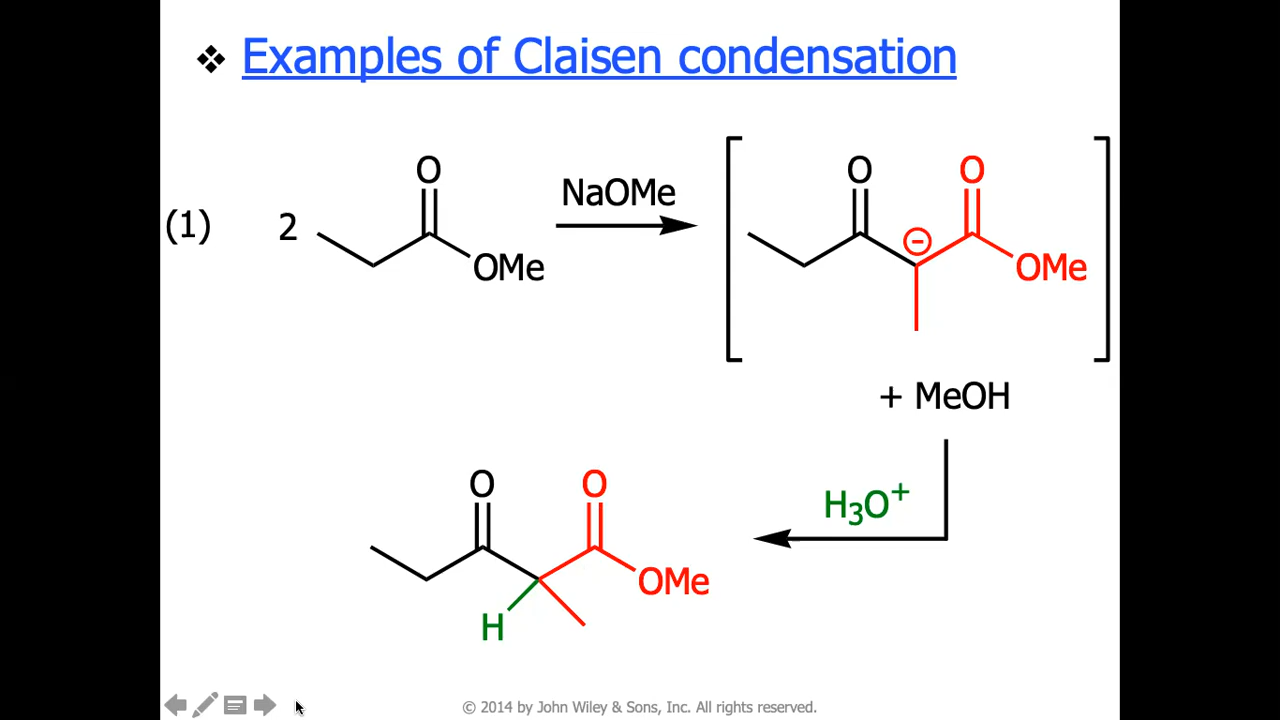 ❖ Examples of Claisen condensation
O O O
NaOMe
(1) 2 ⊖
OMe OMe
+ MeOH
O O H₃O⁺
OMe
H
© 2014 by John Wiley & Sons, Inc. All rights reserved.